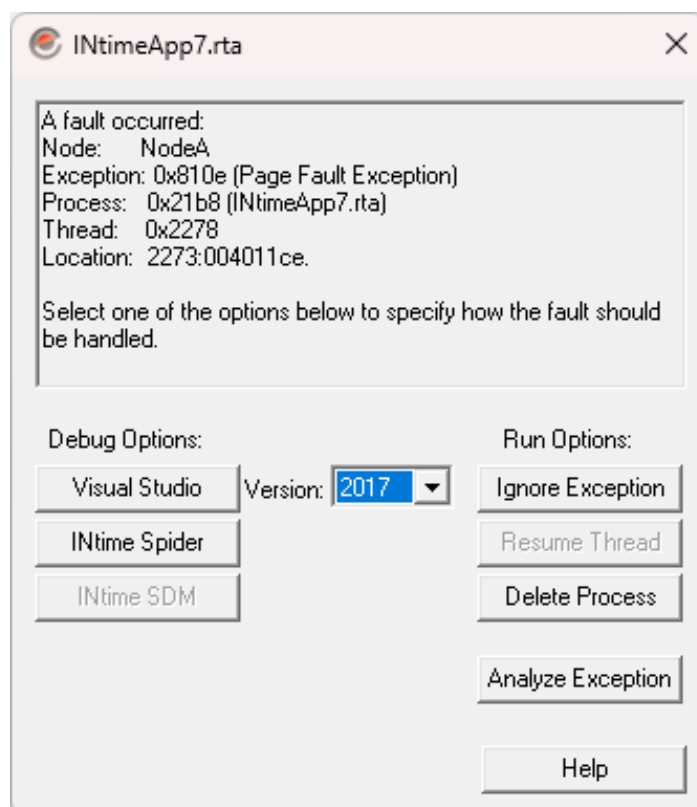 INtimeApp7.rta
A fault occurred:
Node: NodeA
Exception: 0x810e (Page Fault Exception)
Process: 0x21b8 (INtimeApp7.rta)
Thread: 0x2278
Location: 2273:004011ce.
Select one of the options below to specify how the fault should
be handled.
Debug Options: Run Options:
Visual Studio Version: 2017 Ignore Exception
INtime Spider Resume Thread
INtime SDM Delete Process
Analyze Exception
Help